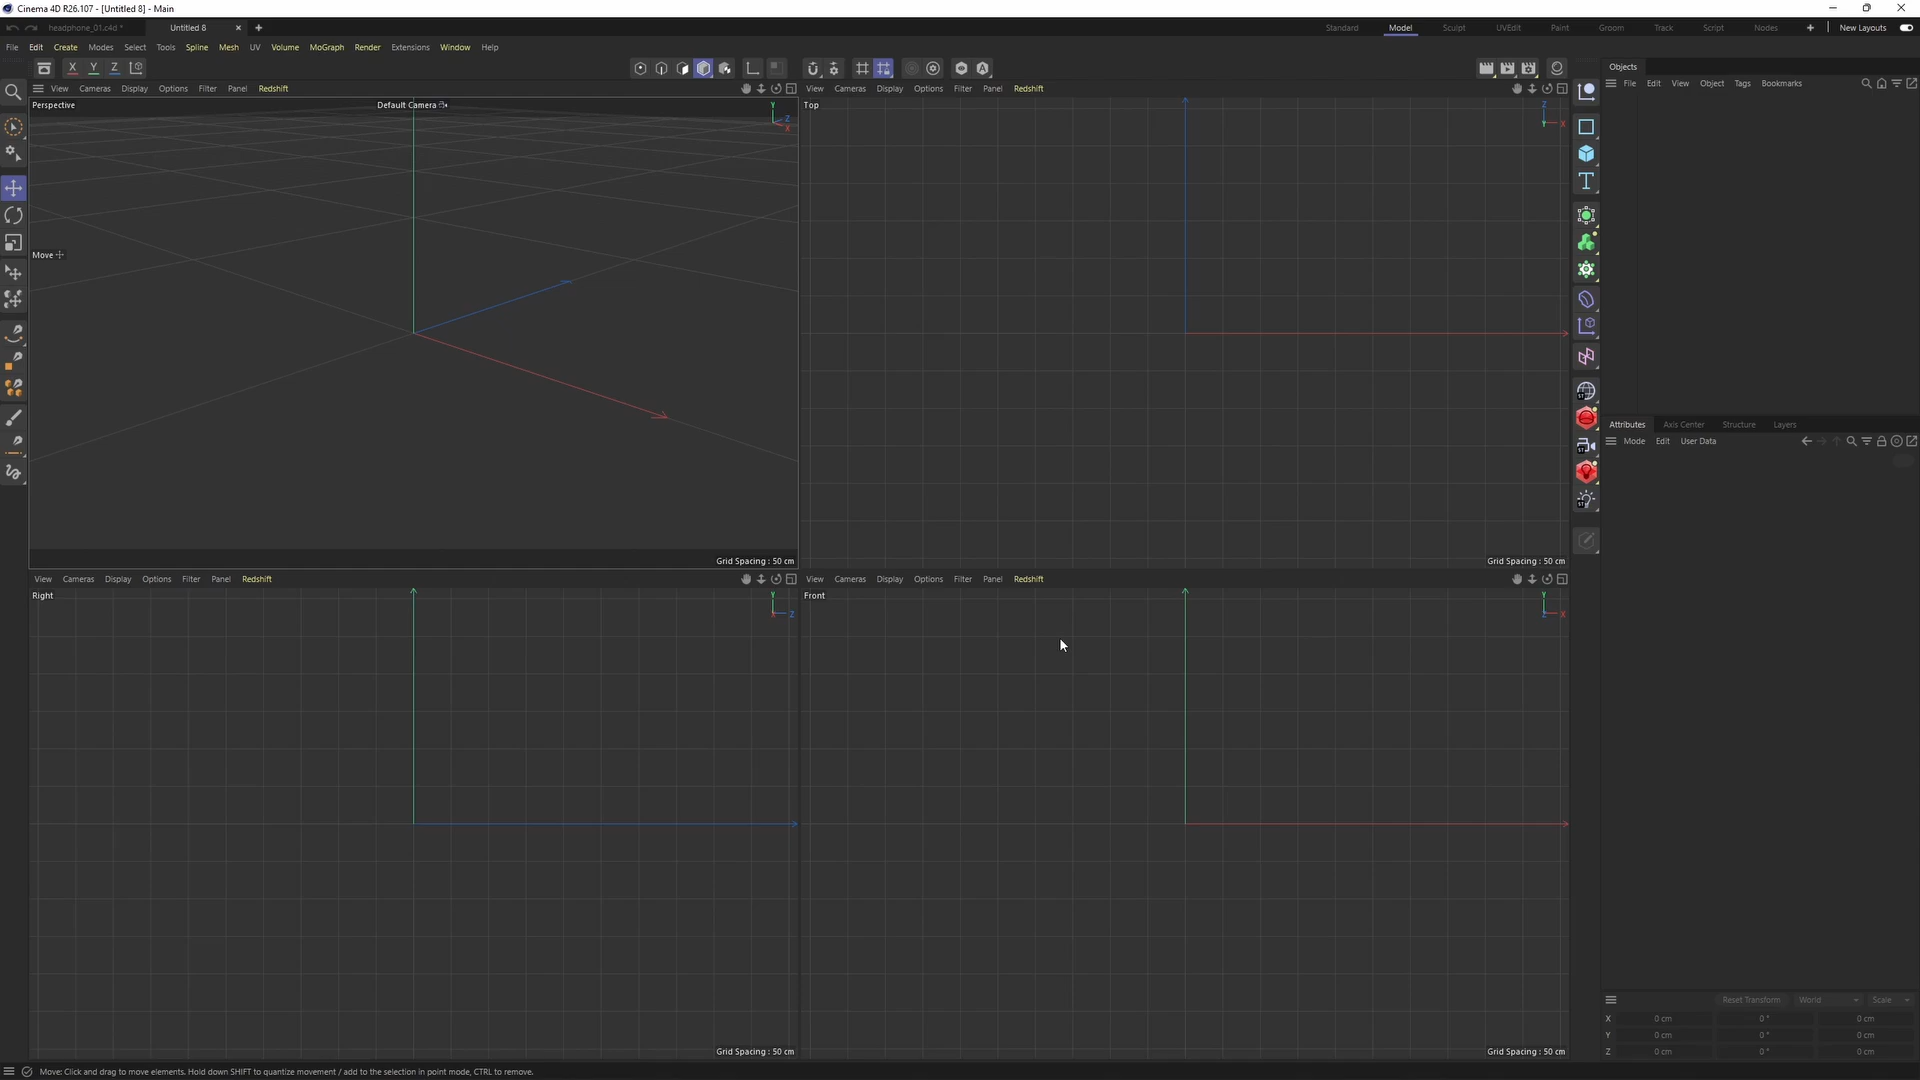 Cinema 4D R26.107 - [Untitled 8] - Main
headphone_01.c4d *
Untitled 8
Standard Model Sculpt UVEdit Paint Groom Track Script Nodes New Layouts
File Edit Create Modes Select Tools Spline Mesh UV Volume MoGraph Render Extensions Window Help
X Y Z
Objects
File Edit View Object Tags Bookmarks
View Cameras Display Options Filter Panel Redshift
Perspective
Default Camera
Y
Z
X
Move
Grid Spacing : 50 cm
View Cameras Display Options Filter Panel Redshift
Top
Z
Y
X
Grid Spacing : 50 cm
View Cameras Display Options Filter Panel Redshift
Right
Y
X
Z
Grid Spacing : 50 cm
View Cameras Display Options Filter Panel Redshift
Front
Y
Z
X
Grid Spacing : 50 cm
Attributes Axis Center Structure Layers
Mode Edit User Data
Reset Transform World Scale
X 0 cm 0 ° 0 cm
Y 0 cm 0 ° 0 cm
Z 0 cm 0 ° 0 cm
Move: Click and drag to move elements. Hold down SHIFT to quantize movement / add to the selection in point mode, CTRL to remove.